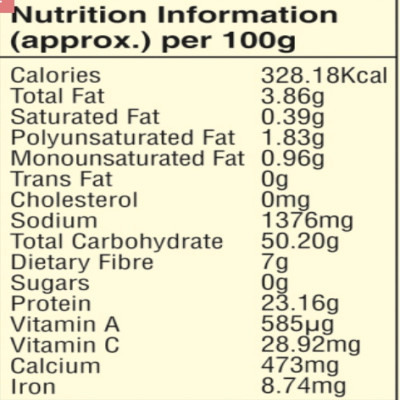 Nutrition Information
(approx.) per 100g
Calories 328.18Kcal
Total Fat 3.86g
Saturated Fat 0.39g
Polyunsaturated Fat 1.83g
Monounsaturated Fat 0.96g
Trans Fat 0g
Cholesterol 0mg
Sodium 1376mg
Total Carbohydrate 50.20g
Dietary Fibre 7g
Sugars 0g
Protein 23.16g
Vitamin A 585µg
Vitamin C 28.92mg
Calcium 473mg
Iron 8.74mg